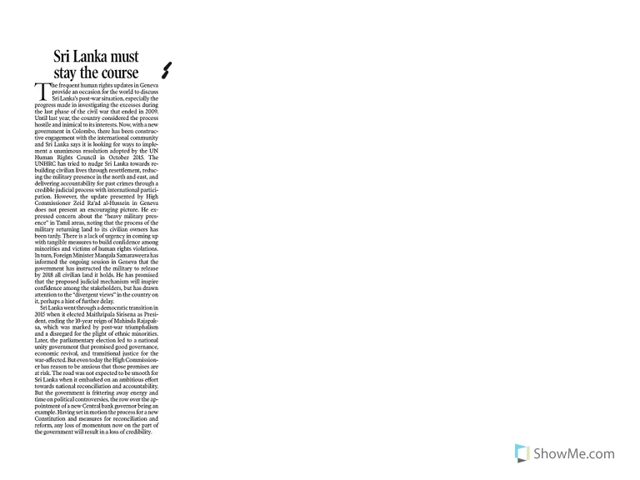 Sri Lanka must
stay the course
The frequent human rights updates in Geneva
provide an occasion for the world to discuss
Sri Lanka's post-war situation, especially the
progress made in investigating the excesses during
the last phase of the civil war that ended in 2009.
Until last year, the country considered the process
hostile and inimical to its interests. Now, with a new
government in Colombo, there has been construc-
tive engagement with the international community
and Sri Lanka says it is looking for ways to imple-
ment a unanimous resolution adopted by the UN
Human Rights Council in October 2015. The
UNHRC has tried to nudge Sri Lanka towards re-
building civilian lives through resettlement, reduc-
ing the military presence in the north and east, and
delivering accountability for past crimes through a
credible judicial process with international partici-
pation. However, the update presented by High
Commissioner Zeid Ra'ad al-Hussein in Geneva
does not present an encouraging picture. He ex-
pressed concern about the "heavy military pres-
ence" in Tamil areas, noting that the process of the
military returning land to its civilian owners has
been tardy. There is a lack of urgency in coming up
with tangible measures to build confidence among
minorities and victims of human rights violations.
In turn, Foreign Minister Mangala Samaraweera has
informed the ongoing session in Geneva that the
government has instructed the military to release
by 2018 all civilian land it holds. He has promised
that the proposed judicial mechanism will inspire
confidence among the stakeholders, but has drawn
attention to the "divergent views" in the country on
it, perhaps a hint of further delay.
Sri Lanka went through a democratic transition in
2015 when it elected Maithripala Sirisena as Presi-
dent, ending the 10-year reign of Mahinda Rajapak-
sa, which was marked by post-war triumphalism
and a disregard for the plight of ethnic minorities.
Later, the parliamentary election led to a national
unity government that promised good governance,
economic revival, and transitional justice for the
war-affected. But even today the High Commission-
er has reason to be anxious that those promises are
at risk. The road was not expected to be smooth for
Sri Lanka when it embarked on an ambitious effort
towards national reconciliation and accountability.
But the government is frittering away energy and
time on political controversies, the row over the ap-
pointment of a new Central bank governor being an
example. Having set in motion the process for a new
Constitution and measures for reconciliation and
reform, any loss of momentum now on the part of
the government will result in a loss of credibility.
ShowMe.com